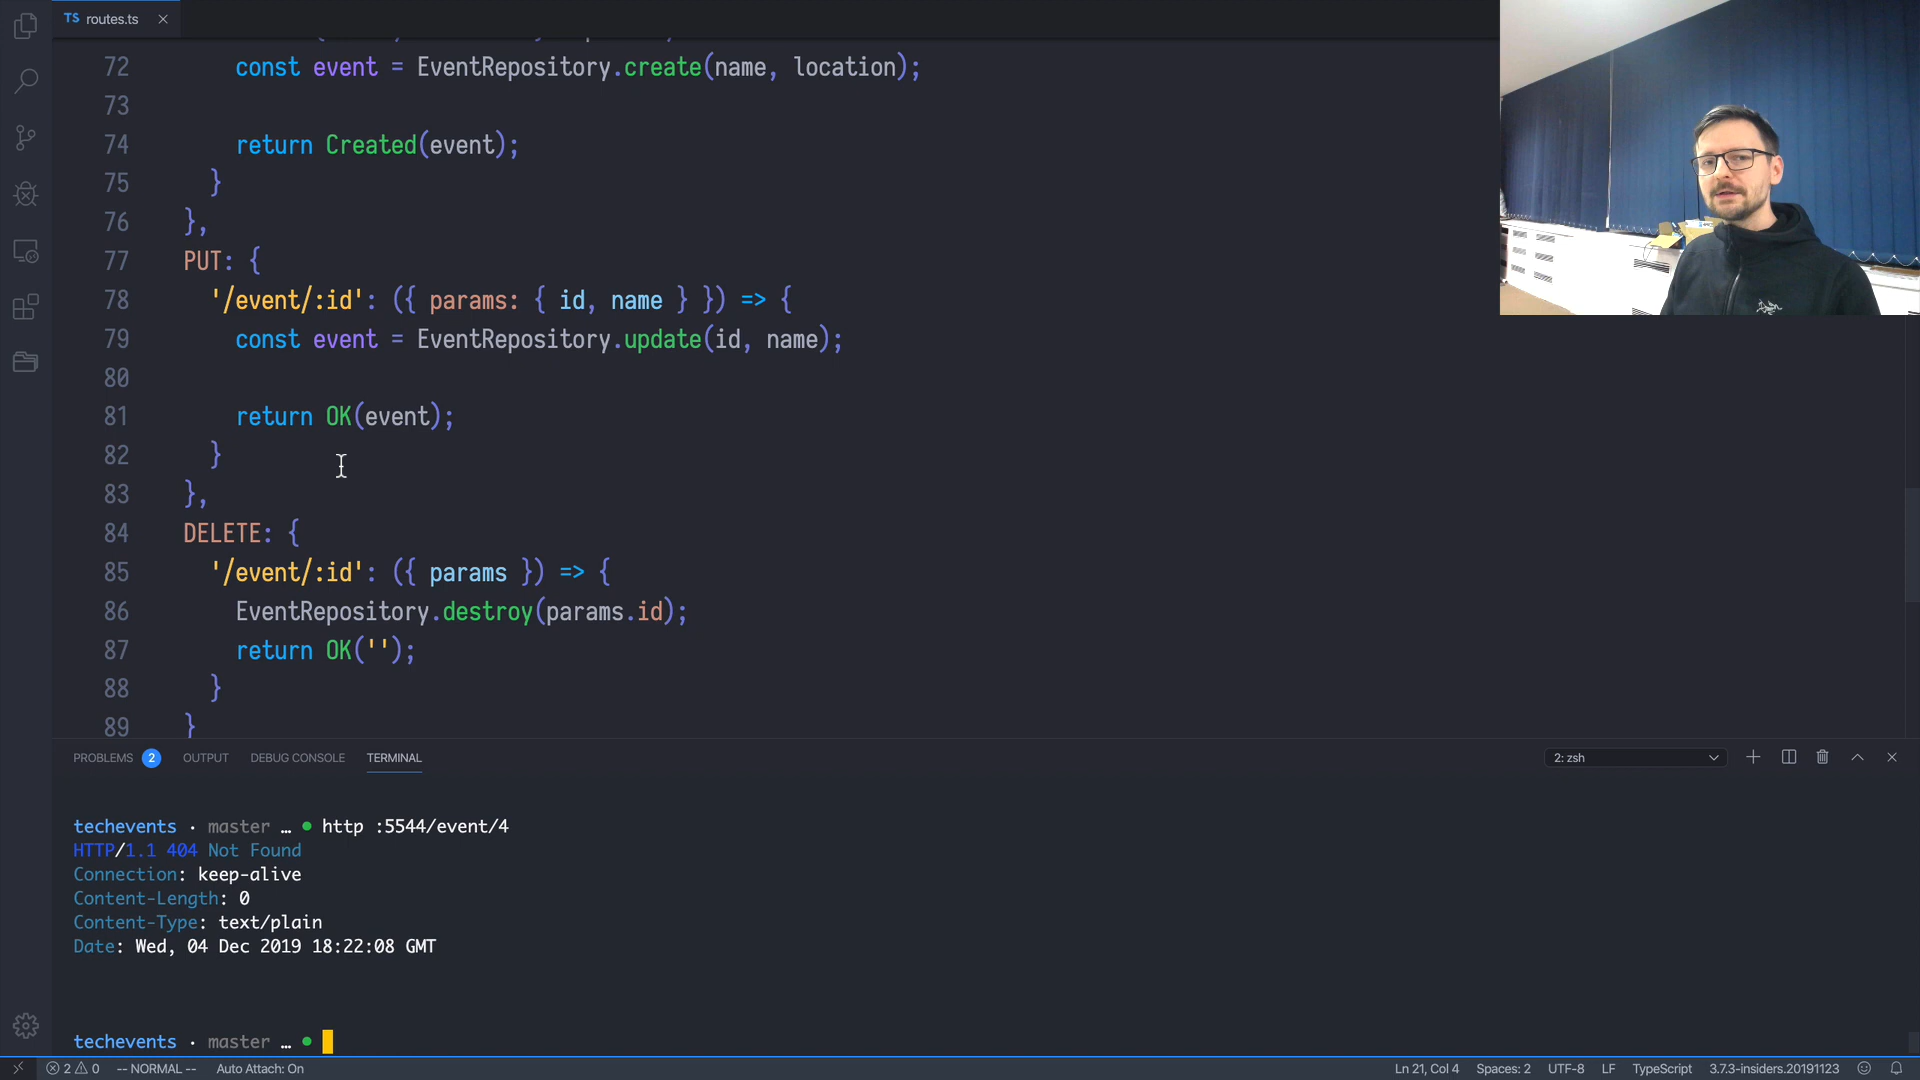 TS routes.ts
72 const event = EventRepository.create(name, location);
73
74 return Created(event);
75 }
76 },
77 PUT: {
78 '/event/:id': ({ params: { id, name } }) => {
79 const event = EventRepository.update(id, name);
80
81 return OK(event);
82 }
83 },
84 DELETE: {
85 '/event/:id': ({ params }) => {
86 EventRepository.destroy(params.id);
87 return OK('');
88 }
89 }
PROBLEMS 2 OUTPUT DEBUG CONSOLE TERMINAL 2: zsh
techevents · master … ● http :5544/event/4
HTTP/1.1 404 Not Found
Connection: keep-alive
Content-Length: 0
Content-Type: text/plain
Date: Wed, 04 Dec 2019 18:22:08 GMT
techevents · master … ●
2 0 -- NORMAL -- Auto Attach: On Ln 21, Col 4 Spaces: 2 UTF-8 LF TypeScript 3.7.3-insiders.20191123